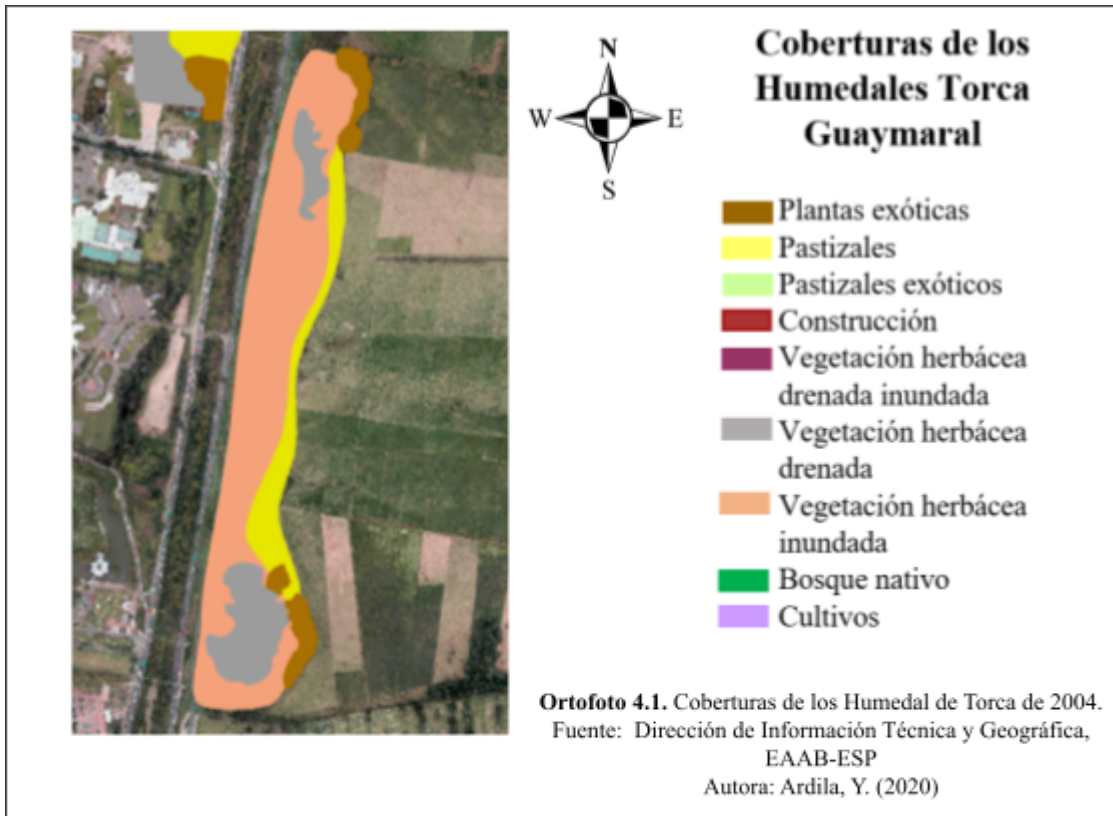 Coberturas de los
Humedales Torca
Guaymaral
N
W
E
S
Plantas exóticas
Pastizales
Pastizales exóticos
Construcción
Vegetación herbácea
drenada inundada
Vegetación herbácea
drenada
Vegetación herbácea
inundada
Bosque nativo
Cultivos
Ortofoto 4.1. Coberturas de los Humedal de Torca de 2004.
Fuente: Dirección de Información Técnica y Geográfica,
EAAB-ESP
Autora: Ardila, Y. (2020)